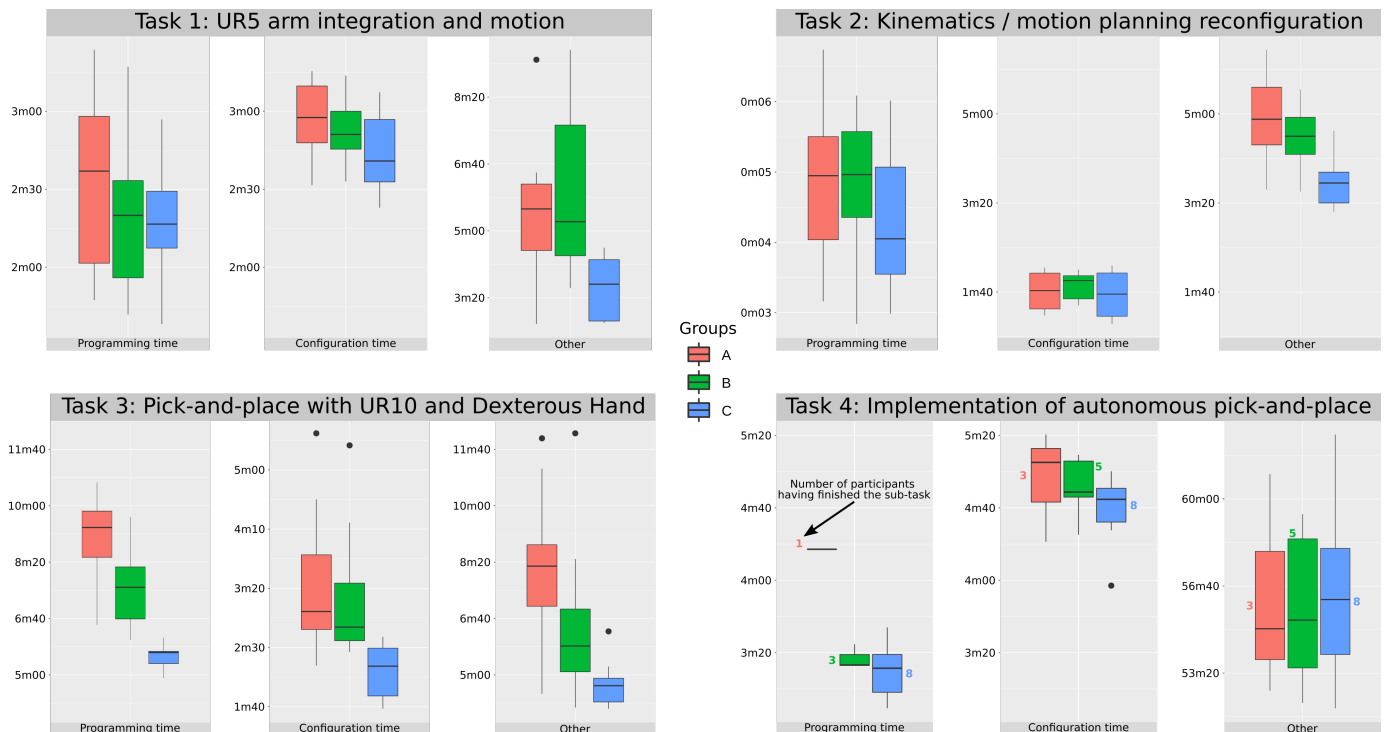 Task 1: UR5 arm integration and motion
3m00
2m30
2m00
Programming time
3m00
2m30
2m00
Configuration time
8m20
6m40
5m00
3m20
Other
Task 2: Kinematics / motion planning reconfiguration
0m06
0m05
0m04
0m03
Programming time
5m00
3m20
1m40
Configuration time
5m00
3m20
1m40
Other
Groups
A
B
C
Task 3: Pick-and-place with UR10 and Dexterous Hand
11m40
10m00
8m20
6m40
5m00
Programming time
5m00
4m10
3m20
2m30
1m40
Configuration time
11m40
10m00
8m20
6m40
5m00
Other
Task 4: Implementation of autonomous pick-and-place
5m20
4m40
4m00
3m20
Number of participants
having finished the sub-task
1
3
8
Programming time
5m20
4m40
4m00
3m20
3
5
8
Configuration time
60m00
56m40
53m20
3
5
8
Other